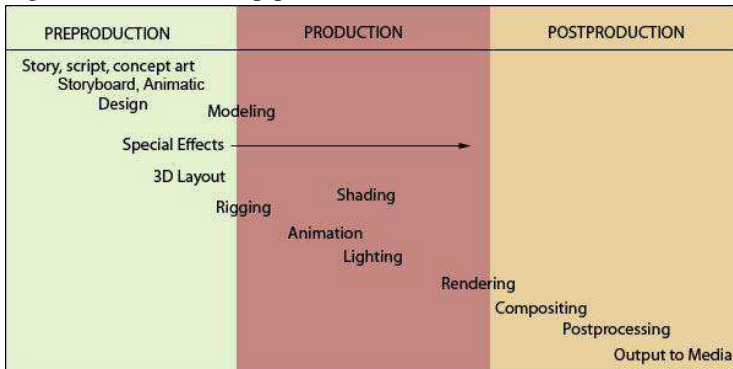 PREPRODUCTION
PRODUCTION
POSTPRODUCTION
Story, script, concept art
Storyboard, Animatic
Design
Modeling
Special Effects
3D Layout
Shading
Rigging
Animation
Lighting
Rendering
Compositing
Postprocessing
Output to Media